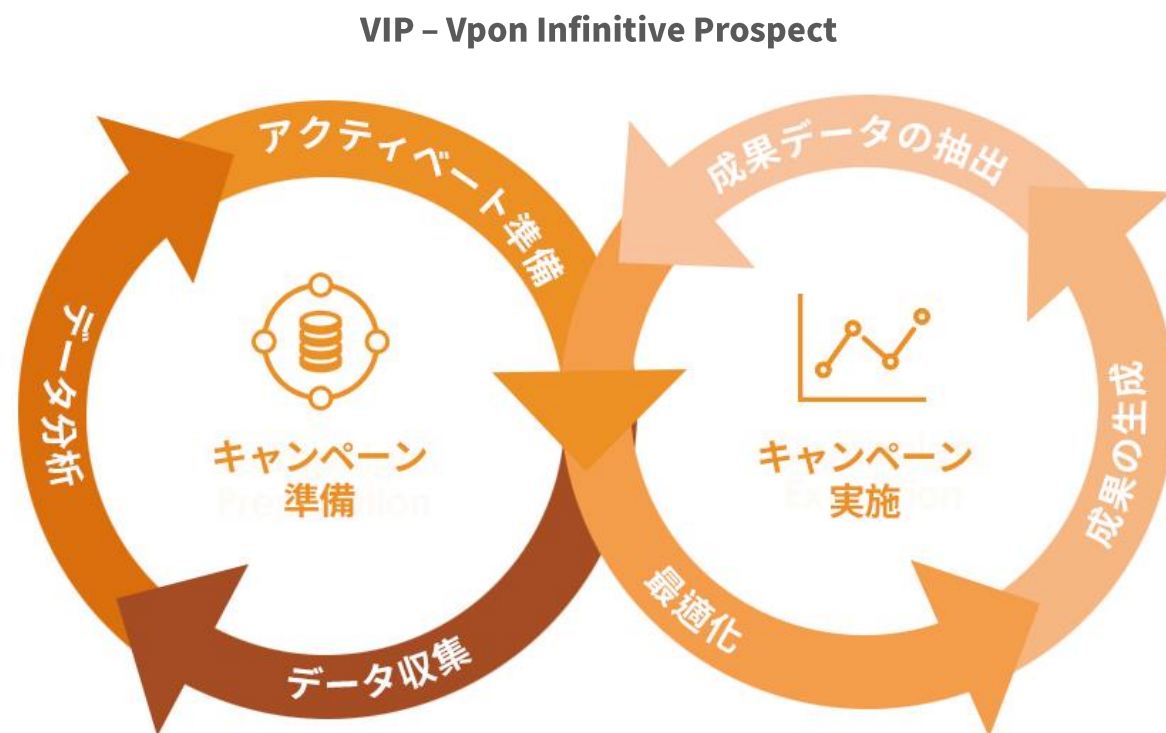 VIP – Vpon Infinitive Prospect
アクティベート準備
データ分析
データ収集
キャンペーン
準備
成果データの抽出
成果の生成
最適化
キャンペーン
実施